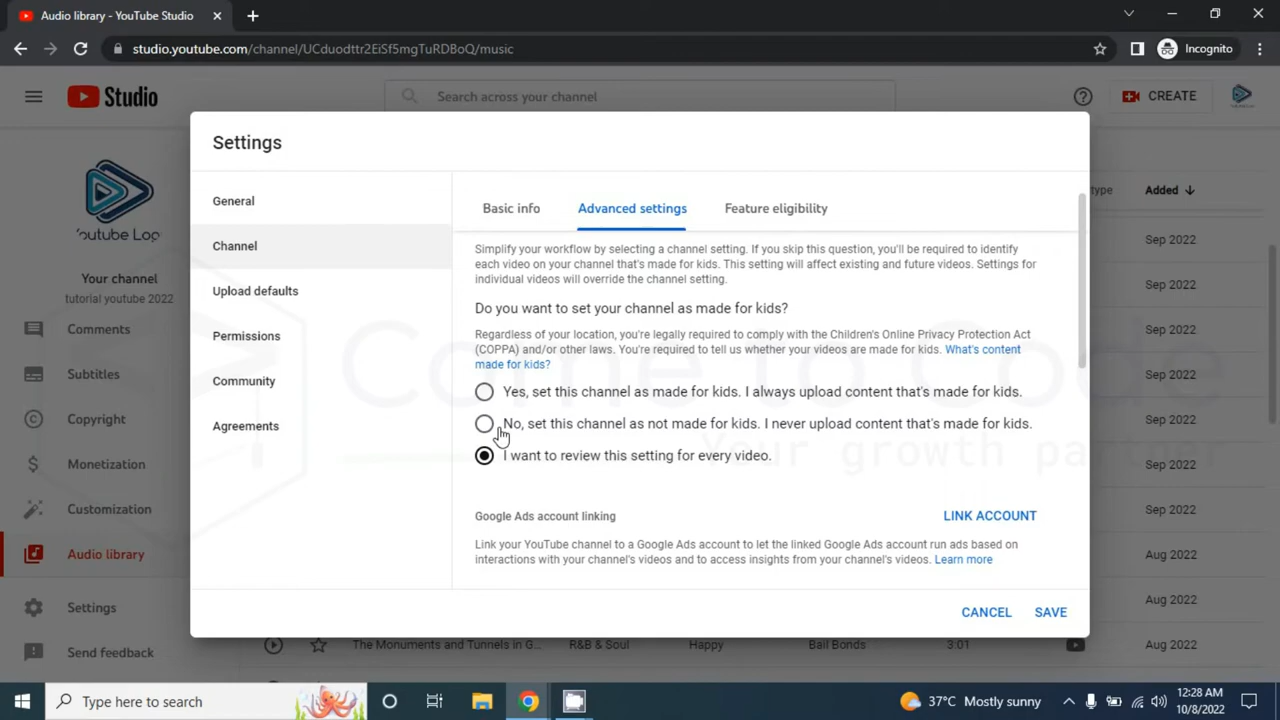 Audio library - YouTube Studio
studio.youtube.com/channel/UCduodttr2EiSf5mgTuRDBoQ/music
Incognito
Studio
Search across your channel
CREATE
Settings
outube Log
Your channel
tutorial youtube 2022
Comments
Subtitles
Copyright
Monetization
Customization
Audio library
Settings
Send feedback
General
Channel
Upload defaults
Permissions
Community
Agreements
Basic info
Advanced settings
Feature eligibility
Simplify your workflow by selecting a channel setting. If you skip this question, you'll be required to identify
each video on your channel that's made for kids. This setting will affect existing and future videos. Settings for
individual videos will override the channel setting.
Do you want to set your channel as made for kids?
Regardless of your location, you're legally required to comply with the Children's Online Privacy Protection Act
(COPPA) and/or other laws. You're required to tell us whether your videos are made for kids. What's content
made for kids?
Yes, set this channel as made for kids. I always upload content that's made for kids.
No, set this channel as not made for kids. I never upload content that's made for kids.
I want to review this setting for every video.
Come To Code
Your growth partner
Google Ads account linking
LINK ACCOUNT
Link your YouTube channel to a Google Ads account to let the linked Google Ads account run ads based on
interactions with your channel's videos and to access insights from your channel's videos. Learn more
CANCEL
SAVE
type
Added
Sep 2022
Sep 2022
Sep 2022
Sep 2022
Sep 2022
Sep 2022
Sep 2022
Aug 2022
Aug 2022
The Monuments and Tunnels in G...
R&B & Soul
Happy
Bail Bonds
3:01
Aug 2022
Type here to search
37°C Mostly sunny
12:28 AM
10/8/2022